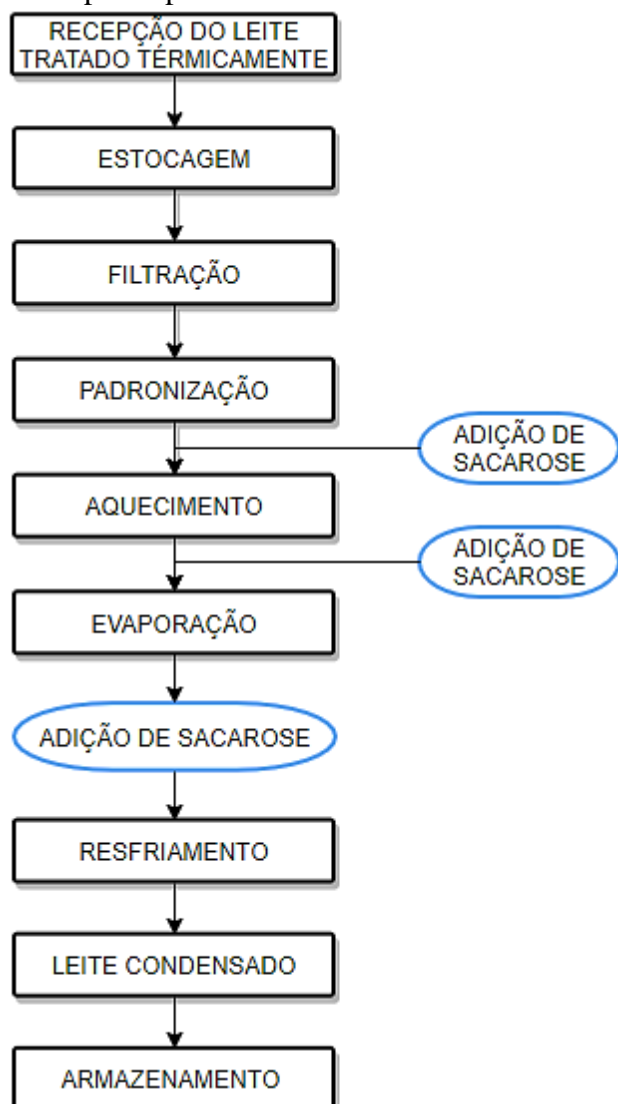 RECEPÇÃO DO LEITE
TRATADO TÉRMICAMENTE
ESTOCAGEM
FILTRAÇÃO
PADRONIZAÇÃO
ADIÇÃO DE
SACAROSE
AQUECIMENTO
ADIÇÃO DE
SACAROSE
EVAPORAÇÃO
ADIÇÃO DE SACAROSE
RESFRIAMENTO
LEITE CONDENSADO
ARMAZENAMENTO